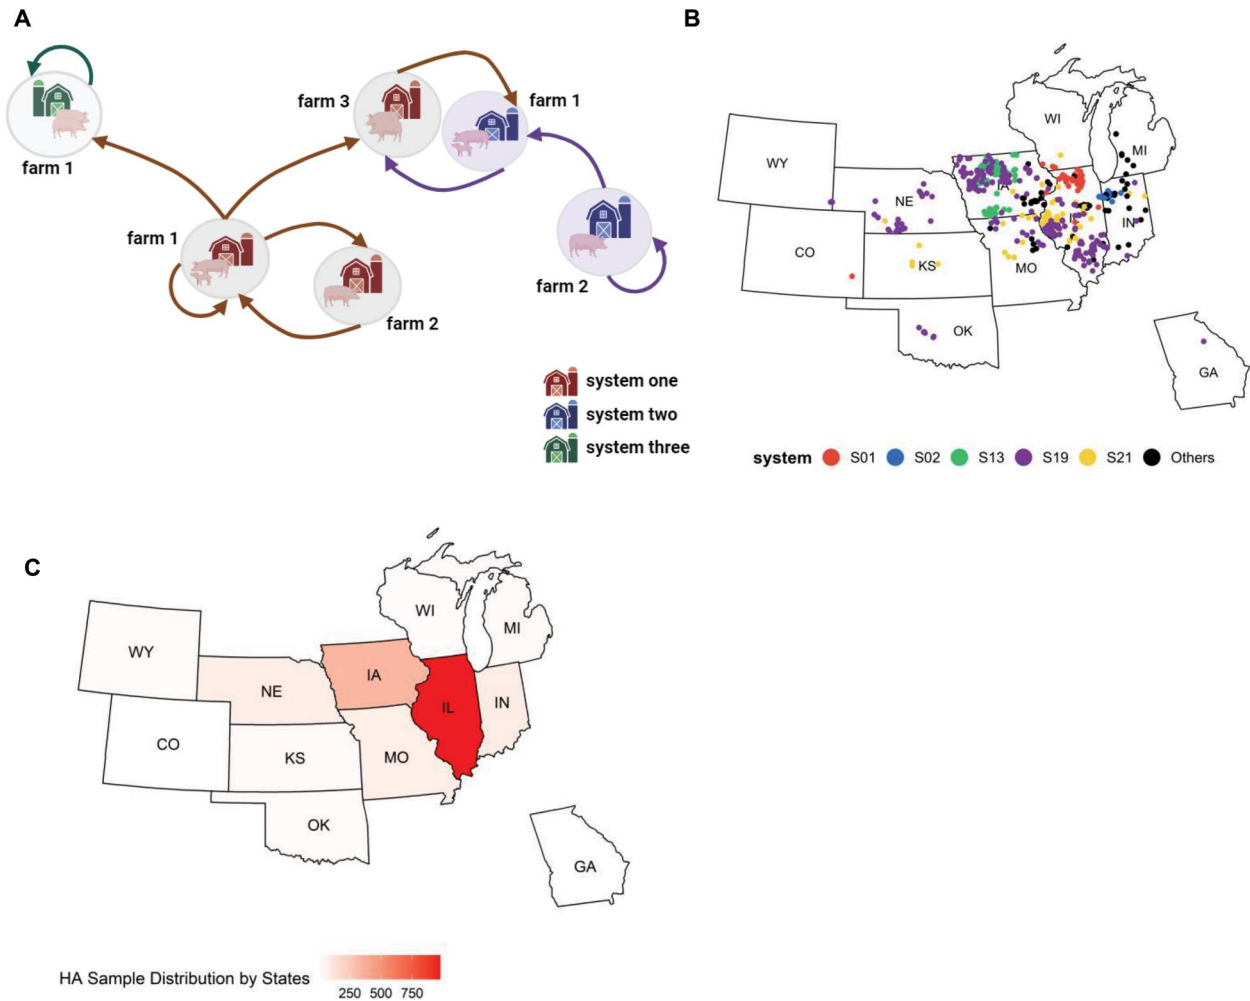 A
B
farm 3
farm 1
farm 1
farm 1
farm 2
farm 2
system one
system two
system three
WI
MI
WY
IA
NE
IN
CO
KS
MO
OK
GA
system S01 S02 S13 S19 S21 Others
C
WI
MI
WY
IA
NE
IL
IN
CO
KS
MO
OK
GA
HA Sample Distribution by States
250 500 750